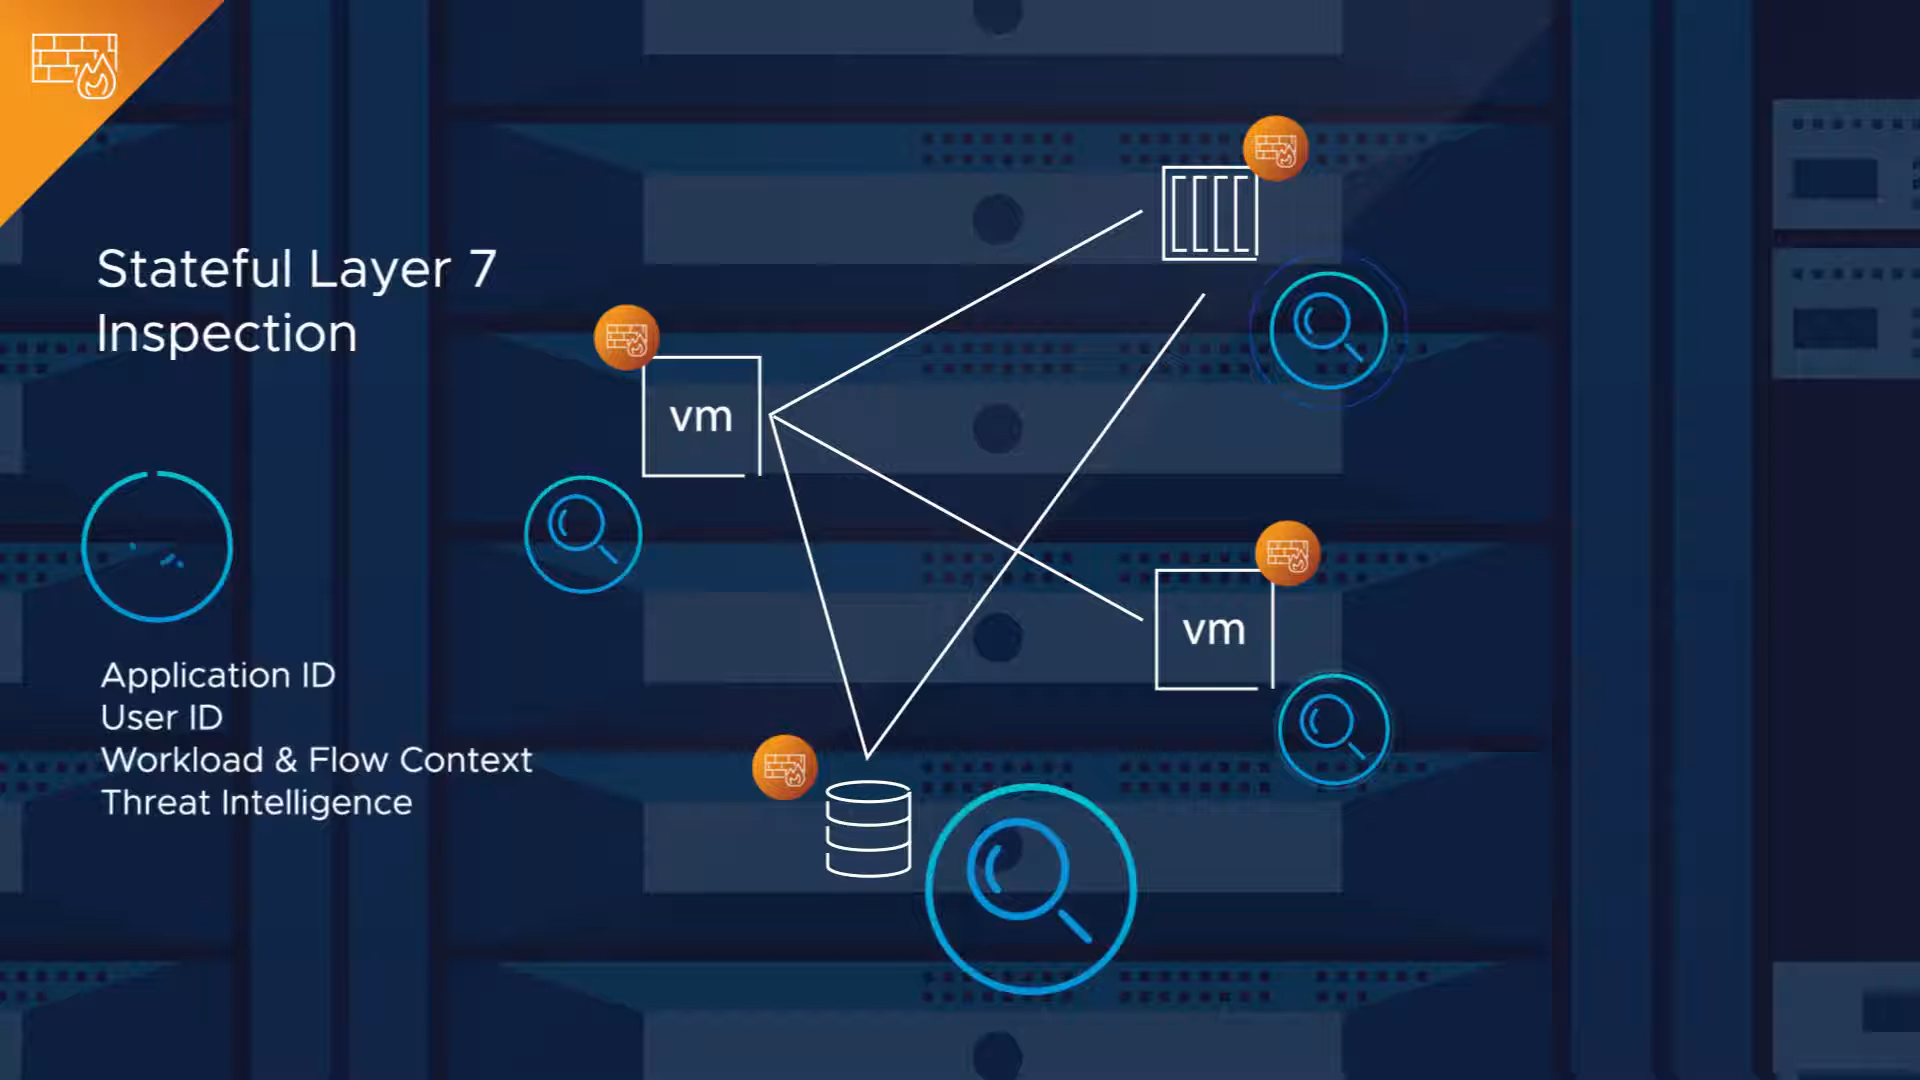 Stateful Layer 7
Inspection
vm
vm
Application ID
User ID
Workload & Flow Context
Threat Intelligence